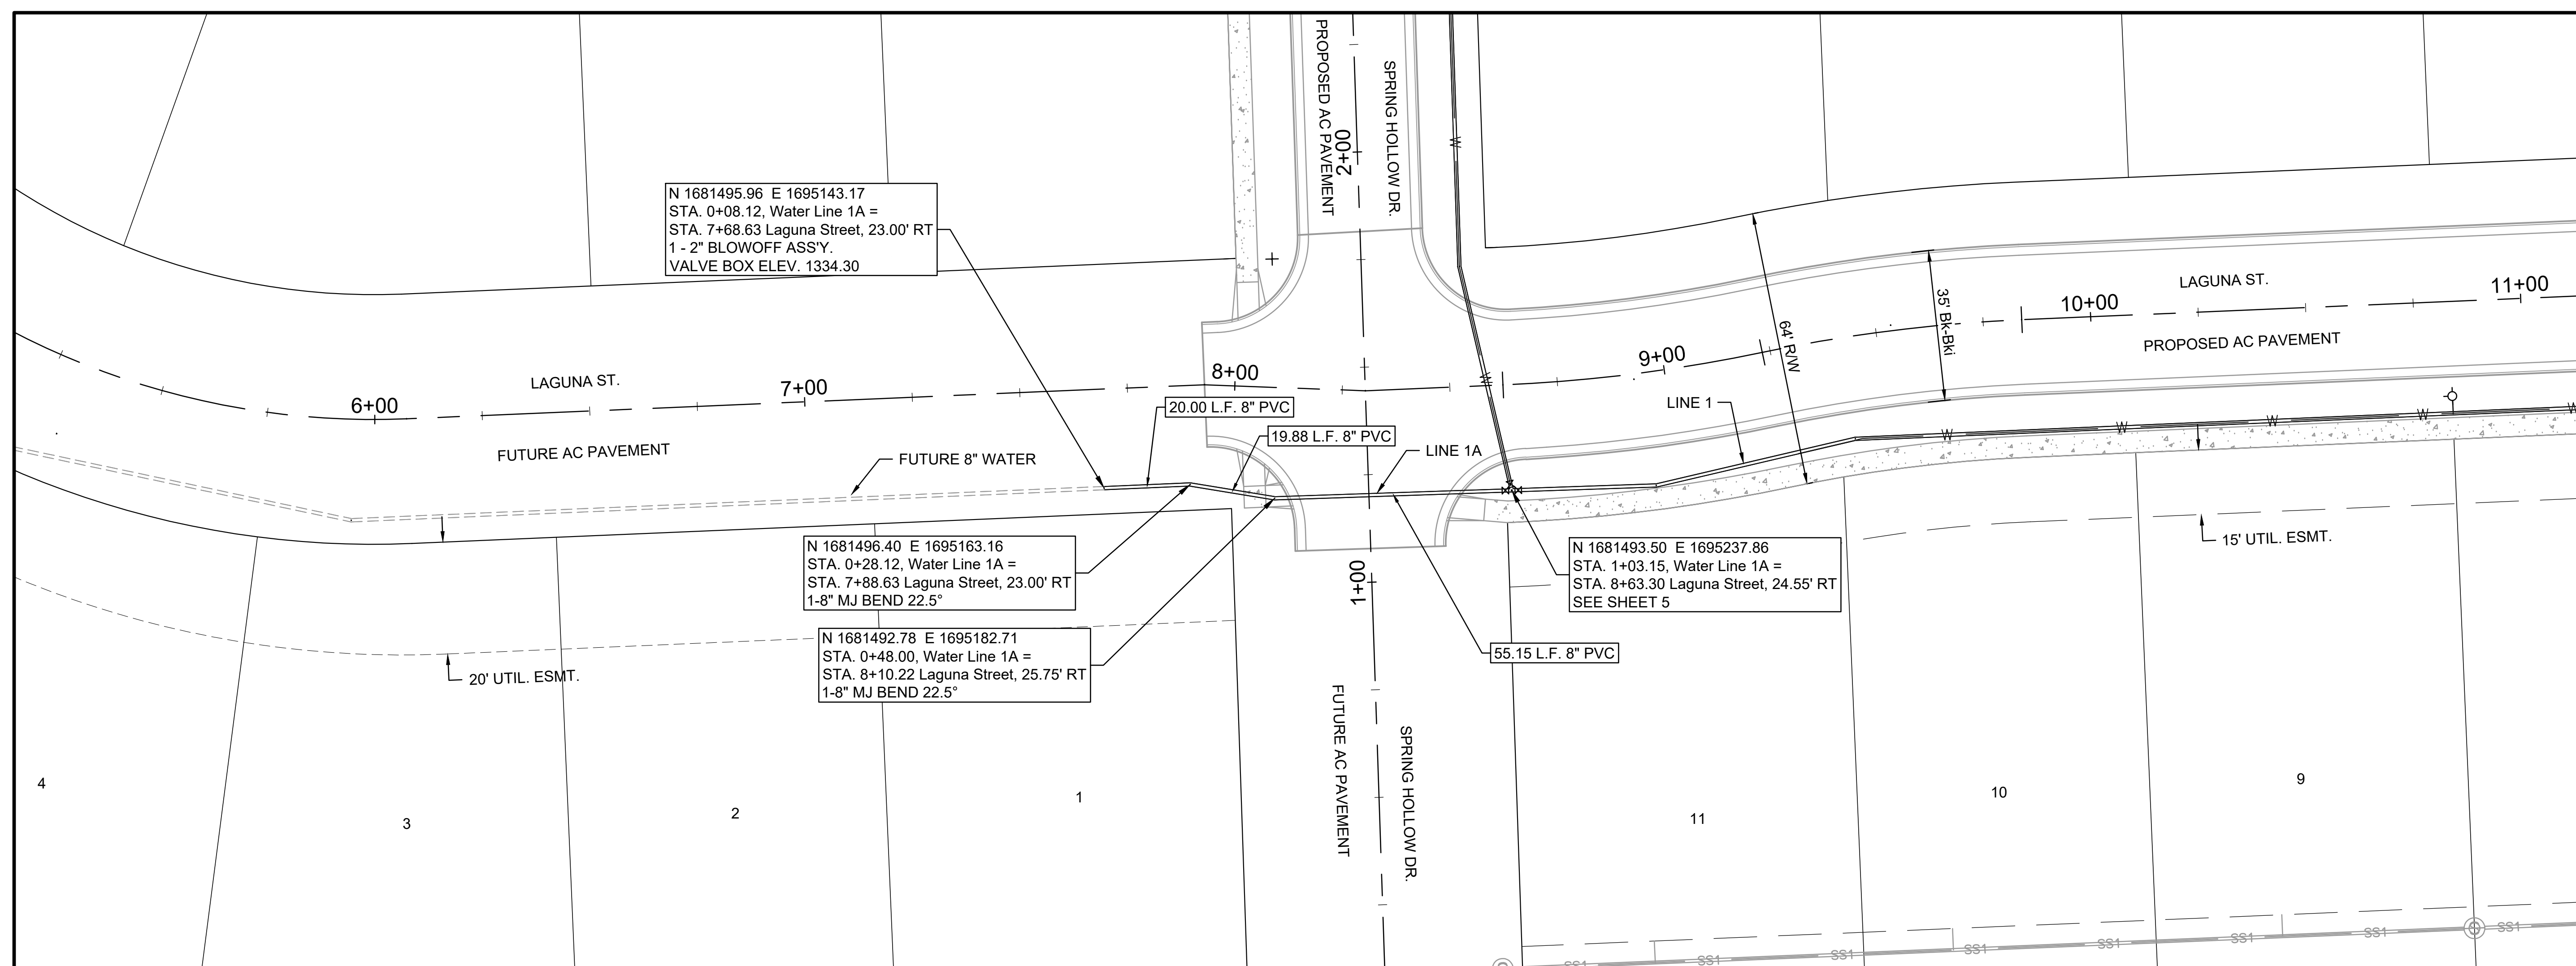 PROPOSED AC PAVEMENT
2+00
SPRING HOLLOW DR.
W
N 1681495.96 E 1695143.17
STA. 0+08.12, Water Line 1A =
STA. 7+68.63 Laguna Street, 23.00' RT
1 - 2" BLOWOFF ASS'Y.
VALVE BOX ELEV. 1334.30
LAGUNA ST.
10+00
11+00
35' Bk-Bki
64' R/W
PROPOSED AC PAVEMENT
9+00
W
8+00
LAGUNA ST.
7+00
6+00
20.00 L.F. 8" PVC
LINE 1
19.88 L.F. 8" PVC
LINE 1A
FUTURE AC PAVEMENT
FUTURE 8" WATER
W
W
W
W
W
N 1681496.40 E 1695163.16
STA. 0+28.12, Water Line 1A =
STA. 7+88.63 Laguna Street, 23.00' RT
1-8" MJ BEND 22.5°
N 1681493.50 E 1695237.86
STA. 1+03.15, Water Line 1A =
STA. 8+63.30 Laguna Street, 24.55' RT
SEE SHEET 5
15' UTIL. ESMT.
1+00
N 1681492.78 E 1695182.71
STA. 0+48.00, Water Line 1A =
STA. 8+10.22 Laguna Street, 25.75' RT
1-8" MJ BEND 22.5°
55.15 L.F. 8" PVC
20' UTIL. ESMT.
FUTURE AC PAVEMENT
SPRING HOLLOW DR.
4
3
2
1
11
10
9
SS1
SS1
SS1
SS1
SS1
SS1
SS1
SS1